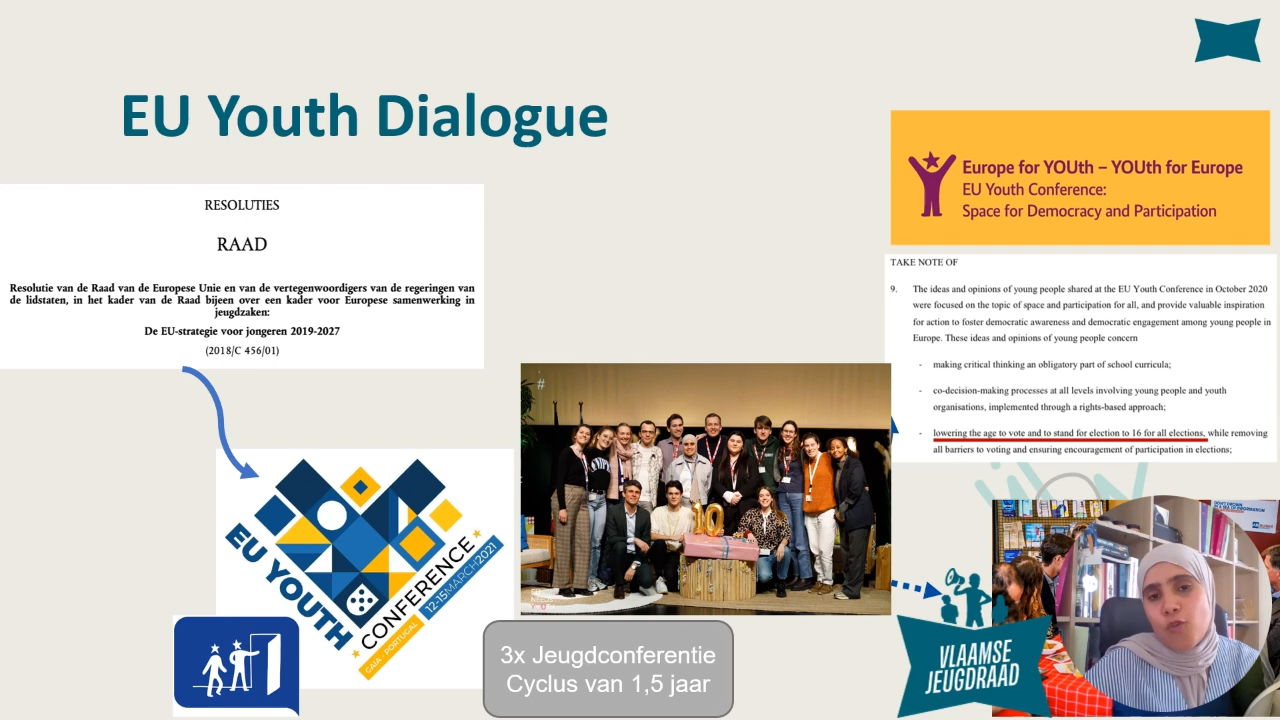 EU Youth Dialogue
RESOLUTIES
RAAD
Resolutie van de Raad van de Europese Unie en van de vertegenwoordigers van de regeringen van
de lidstaten, in het kader van de Raad bijeen over een kader voor Europese samenwerking in
jeugdzaken:
De EU-strategie voor jongeren 2019-2027
(2018/C 456/01)
Europe for YOUth – YOUth for Europe
EU Youth Conference:
Space for Democracy and Participation
TAKE NOTE OF
9. The ideas and opinions of young people shared at the EU Youth Conference in October 2020
were focused on the topic of space and participation for all, and provide valuable inspiration
for action to foster democratic awareness and democratic engagement among young people in
Europe. These ideas and opinions of young people concern
- making critical thinking an obligatory part of school curricula;
- co-decision-making processes at all levels involving young people and youth
organisations, implemented through a rights-based approach;
- lowering the age to vote and to stand for election to 16 for all elections, while removing
all barriers to voting and ensuring encouragement of participation in elections;
EU YOUTH
CONFERENCE
12-15MARCH2021
GAIA - PORTUGAL
#
10
3x Jeugdconferentie
Cyclus van 1,5 jaar
VLAAMSE
JEUGDRAAD